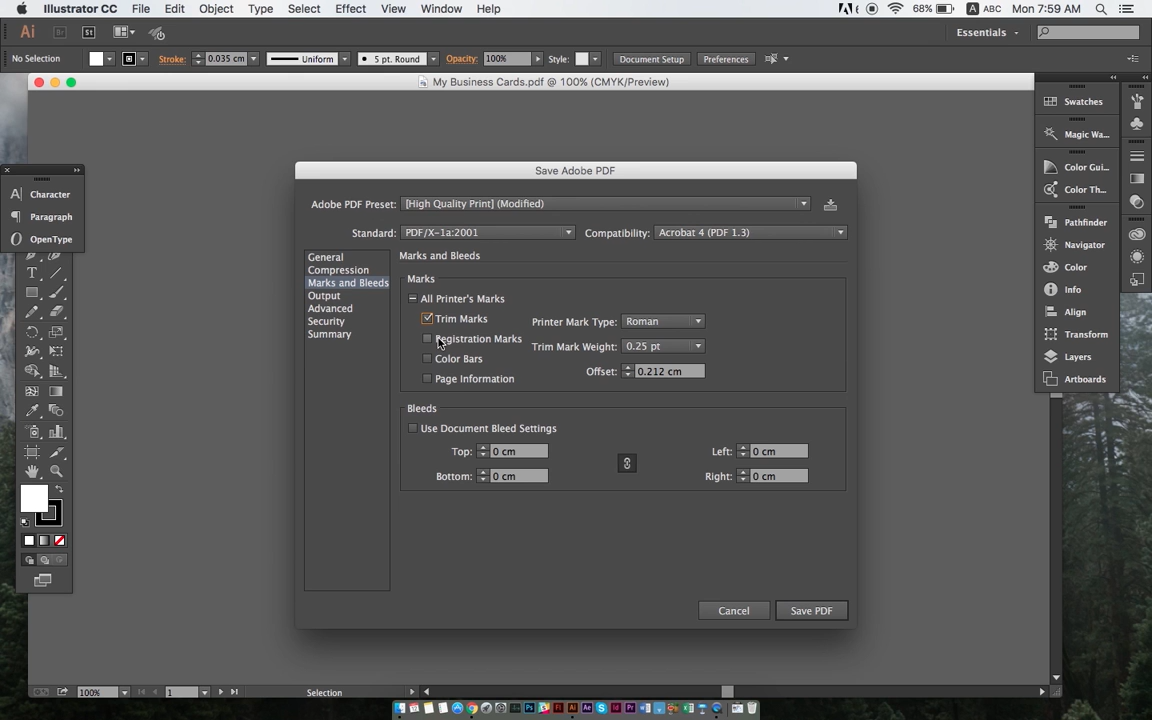 Illustrator CC File Edit Object Type Select Effect View Window Help 6 68% A ABC Mon 7:59 AM
Ai Br St Essentials
No Selection Stroke: 0.035 cm Uniform 5 pt. Round Opacity: 100% Style: Document Setup Preferences
My Business Cards.pdf @ 100% (CMYK/Preview)
Save Adobe PDF
Adobe PDF Preset: [High Quality Print] (Modified)
Standard: PDF/X-1a:2001 Compatibility: Acrobat 4 (PDF 1.3)
General
Compression
Marks and Bleeds
Output
Advanced
Security
Summary
Marks and Bleeds
Marks
All Printer's Marks
Trim Marks
Registration Marks
Color Bars
Page Information
Printer Mark Type: Roman
Trim Mark Weight: 0.25 pt
Offset: 0.212 cm
Bleeds
Use Document Bleed Settings
Top: 0 cm Left: 0 cm
Bottom: 0 cm Right: 0 cm
Cancel Save PDF
Character
Paragraph
OpenType
Swatches
Magic Wa...
Color Gui...
Color Th...
Pathfinder
Navigator
Color
Info
Align
Transform
Layers
Artboards
100% 1 Selection